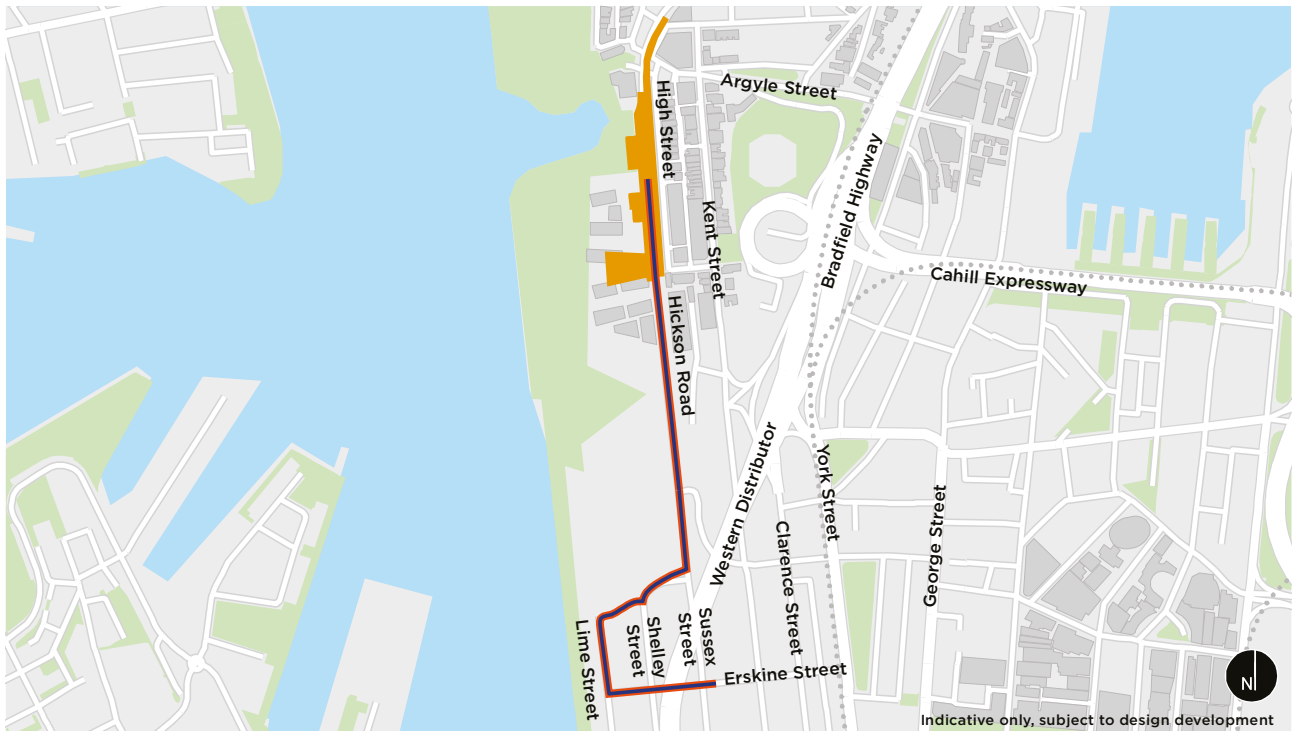 Argyle Street
High Street
Kent Street
Bradfield Highway
Cahill Expressway
Hickson Road
Western Distributor
York Street
George Street
Clarence Street
Lime Street
Shelley
Street
Sussex
Street
Erskine Street
N
Indicative only, subject to design development